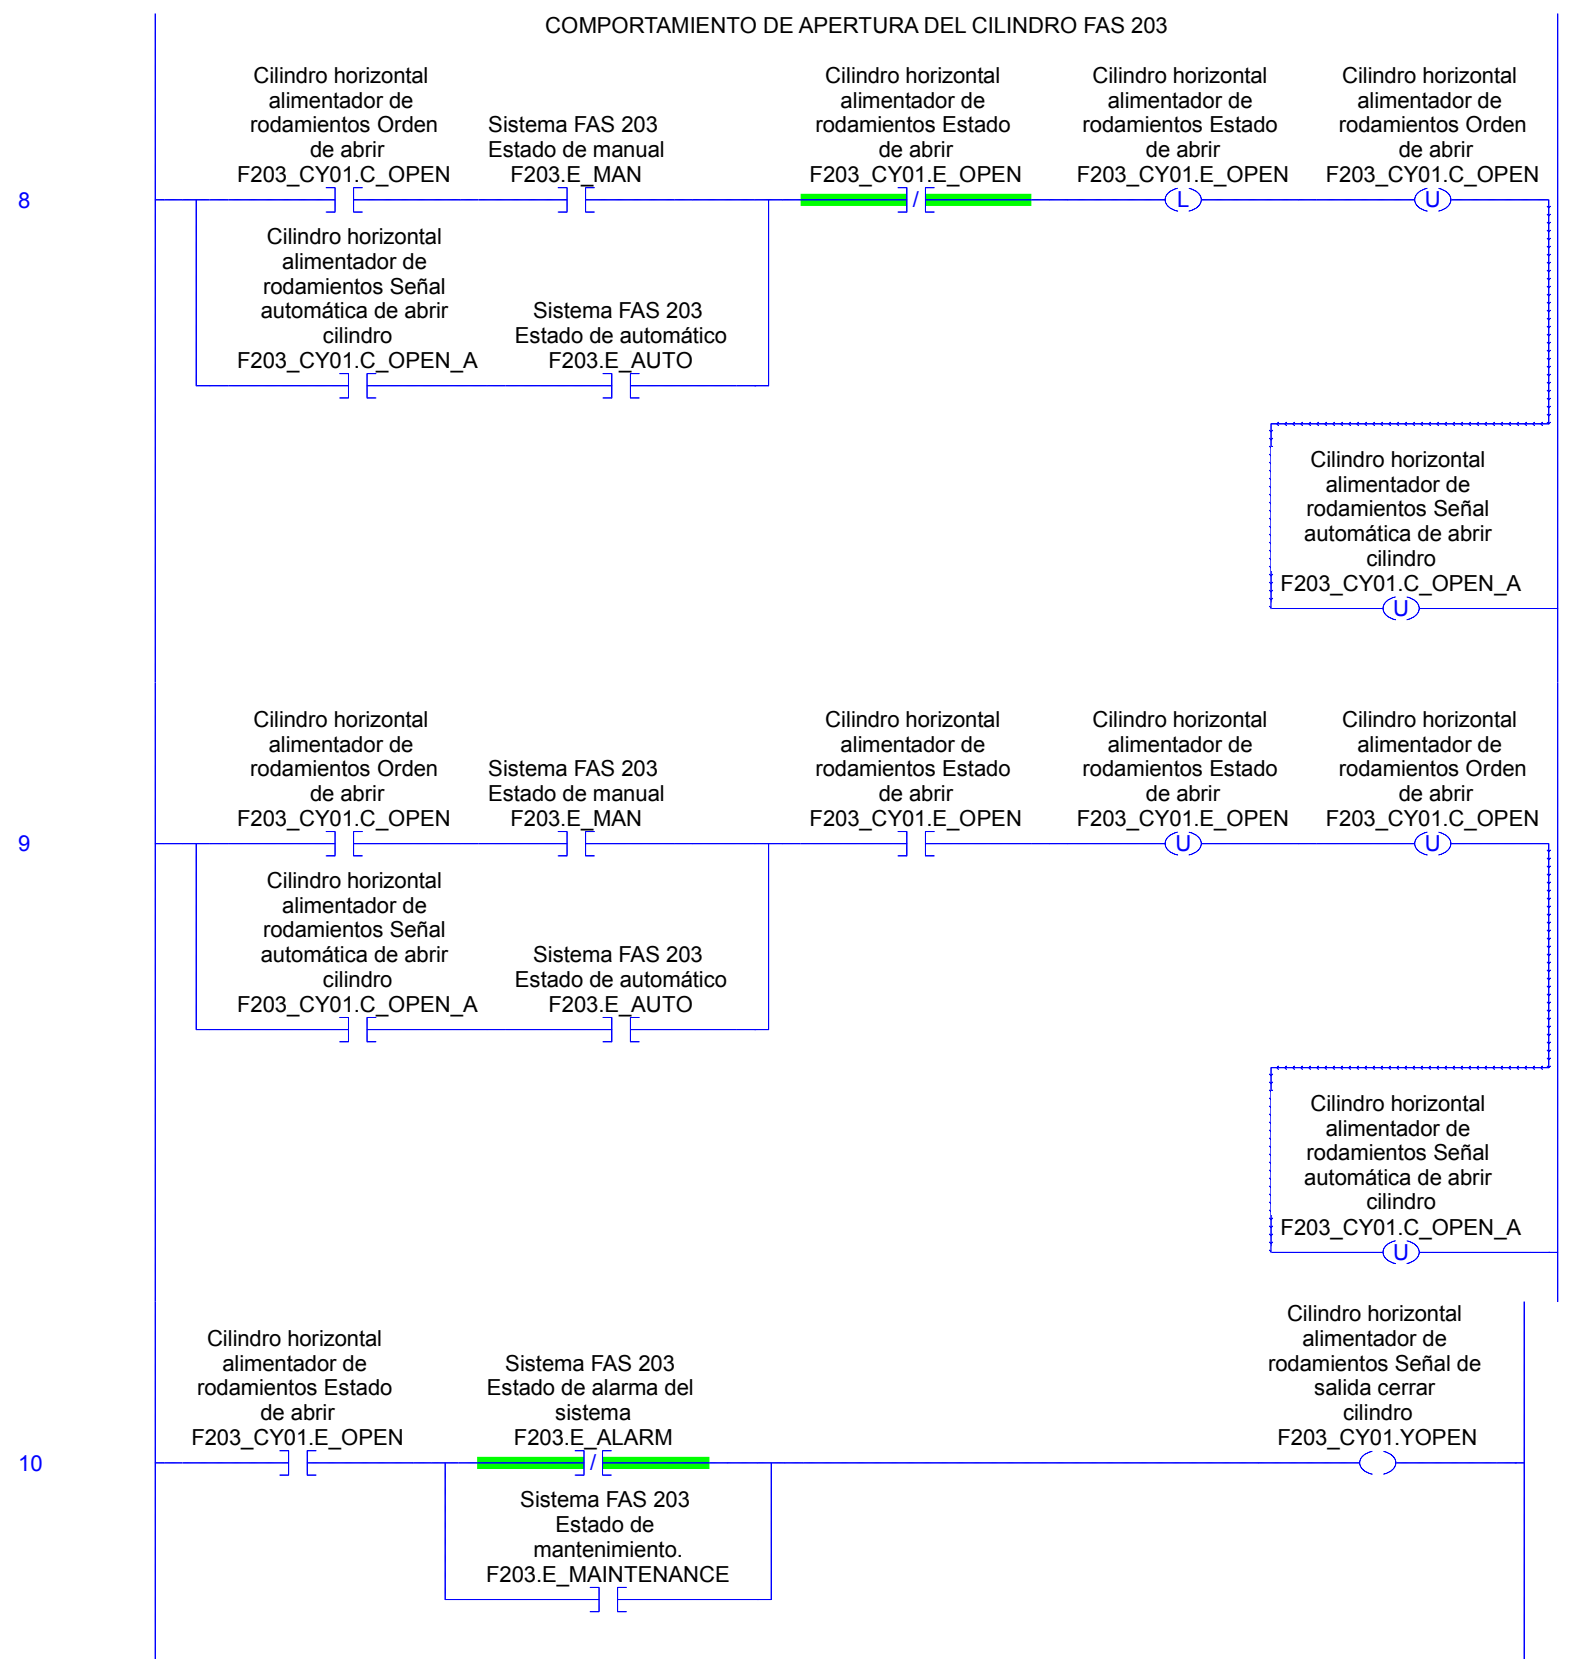 COMPORTAMIENTO DE APERTURA DEL CILINDRO FAS 203
8
Cilindro horizontal
alimentador de
rodamientos Orden
de abrir
F203_CY01.C_OPEN
Sistema FAS 203
Estado de manual
F203.E_MAN
Cilindro horizontal
alimentador de
rodamientos Estado
de abrir
F203_CY01.E_OPEN
/
Cilindro horizontal
alimentador de
rodamientos Estado
de abrir
F203_CY01.E_OPEN
L
Cilindro horizontal
alimentador de
rodamientos Orden
de abrir
F203_CY01.C_OPEN
U
Cilindro horizontal
alimentador de
rodamientos Señal
automática de abrir
cilindro
F203_CY01.C_OPEN_A
Sistema FAS 203
Estado de automático
F203.E_AUTO
Cilindro horizontal
alimentador de
rodamientos Señal
automática de abrir
cilindro
F203_CY01.C_OPEN_A
U
9
Cilindro horizontal
alimentador de
rodamientos Orden
de abrir
F203_CY01.C_OPEN
Sistema FAS 203
Estado de manual
F203.E_MAN
Cilindro horizontal
alimentador de
rodamientos Estado
de abrir
F203_CY01.E_OPEN
Cilindro horizontal
alimentador de
rodamientos Estado
de abrir
F203_CY01.E_OPEN
U
Cilindro horizontal
alimentador de
rodamientos Orden
de abrir
F203_CY01.C_OPEN
U
Cilindro horizontal
alimentador de
rodamientos Señal
automática de abrir
cilindro
F203_CY01.C_OPEN_A
Sistema FAS 203
Estado de automático
F203.E_AUTO
Cilindro horizontal
alimentador de
rodamientos Señal
automática de abrir
cilindro
F203_CY01.C_OPEN_A
U
10
Cilindro horizontal
alimentador de
rodamientos Estado
de abrir
F203_CY01.E_OPEN
Sistema FAS 203
Estado de alarma del
sistema
F203.E_ALARM
/
Cilindro horizontal
alimentador de
rodamientos Señal de
salida cerrar
cilindro
F203_CY01.YOPEN
Sistema FAS 203
Estado de
mantenimiento.
F203.E_MAINTENANCE